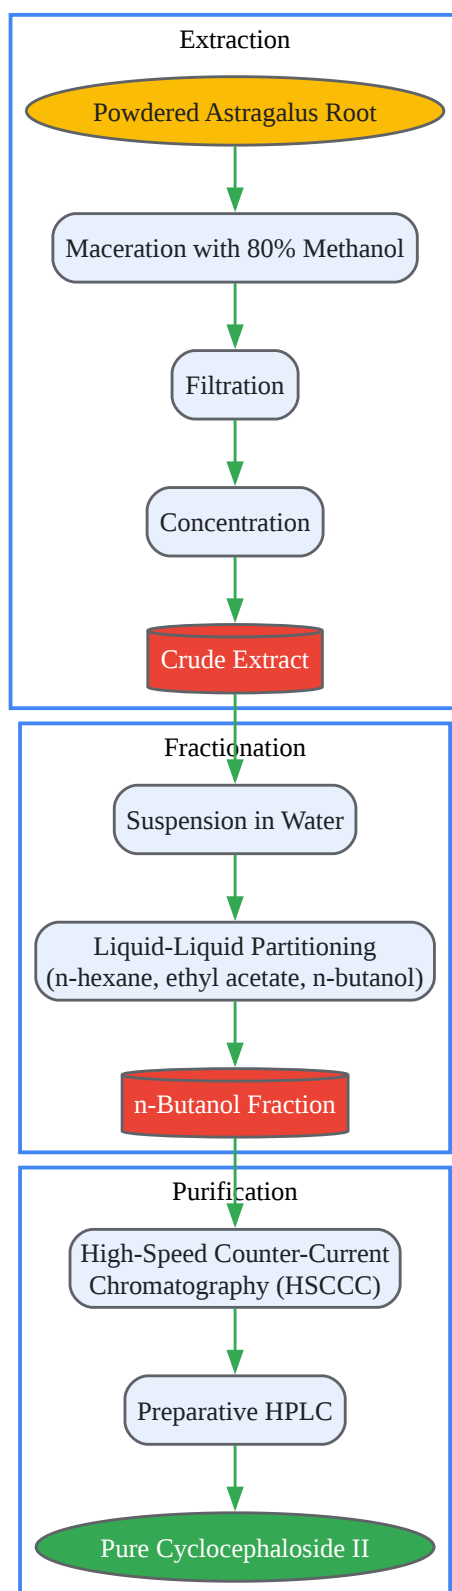 Extraction
Powdered Astragalus Root
Maceration with 80% Methanol
Filtration
Concentration
Crude Extract
Fractionation
Suspension in Water
Liquid-Liquid Partitioning
(n-hexane, ethyl acetate, n-butanol)
n-Butanol Fraction
Purification
High-Speed Counter-Current
Chromatography (HSCCC)
Preparative HPLC
Pure Cyclocephaloside II